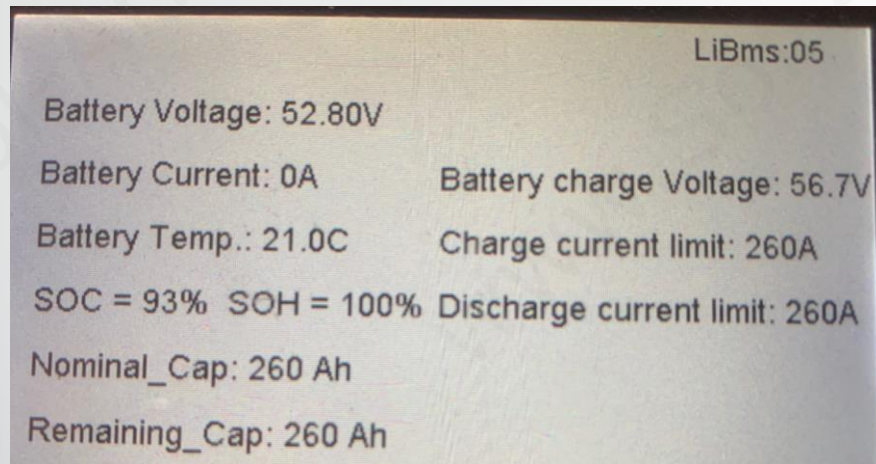 LiBms:05
Battery Voltage: 52.80V
Battery Current: 0A Battery charge Voltage: 56.7V
Battery Temp.: 21.0C Charge current limit: 260A
SOC = 93% SOH = 100% Discharge current limit: 260A
Nominal_Cap: 260 Ah
Remaining_Cap: 260 Ah